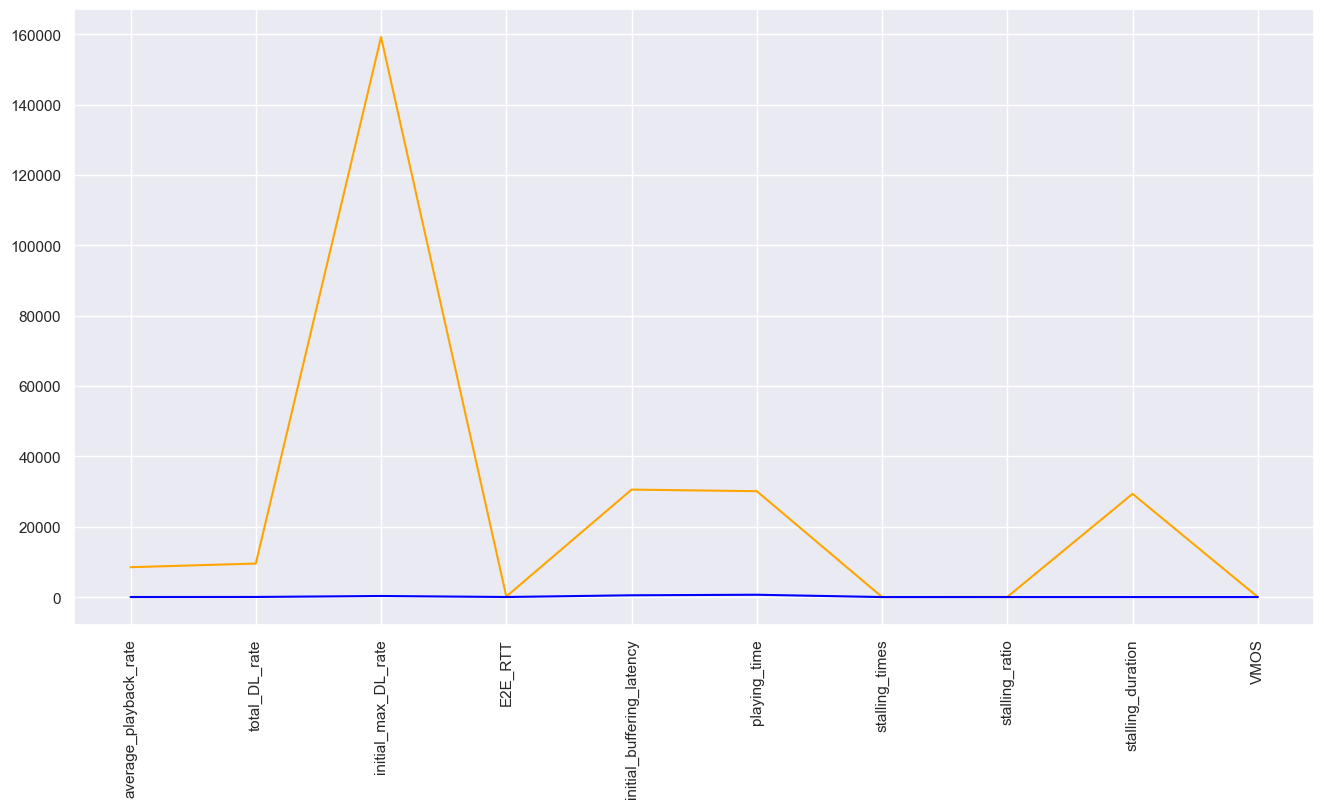 160000
140000
120000
100000
80000
60000
40000
20000
0
average_playback_rate
total_DL_rate
initial_max_DL_rate
E2E_RTT
initial_buffering_latency
playing_time
stalling_times
stalling_ratio
stalling_duration
VMOS